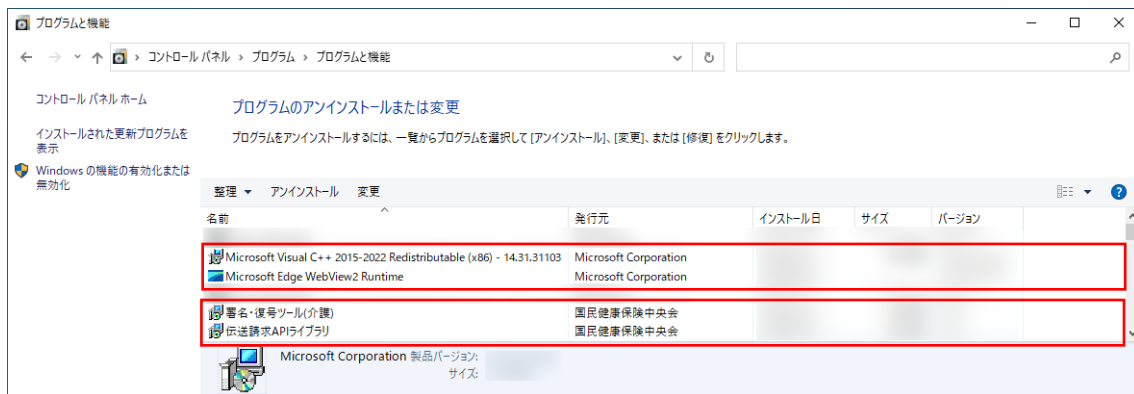 プログラムと機能
コントロール パネル › プログラム › プログラムと機能
コントロール パネル ホーム
インストールされた更新プログラムを
表示
Windows の機能の有効化または
無効化
プログラムのアンインストールまたは変更
プログラムをアンインストールするには、一覧からプログラムを選択して [アンインストール]、[変更]、または [修復] をクリックします。
整理 アンインストール 変更
名前 発行元 インストール日 サイズ バージョン
Microsoft Visual C++ 2015-2022 Redistributable (x86) - 14.31.31103 Microsoft Corporation
Microsoft Edge WebView2 Runtime Microsoft Corporation
署名・復号ツール(介護) 国民健康保険中央会
伝送請求APIライブラリ 国民健康保険中央会
Microsoft Corporation 製品バージョン:
サイズ: